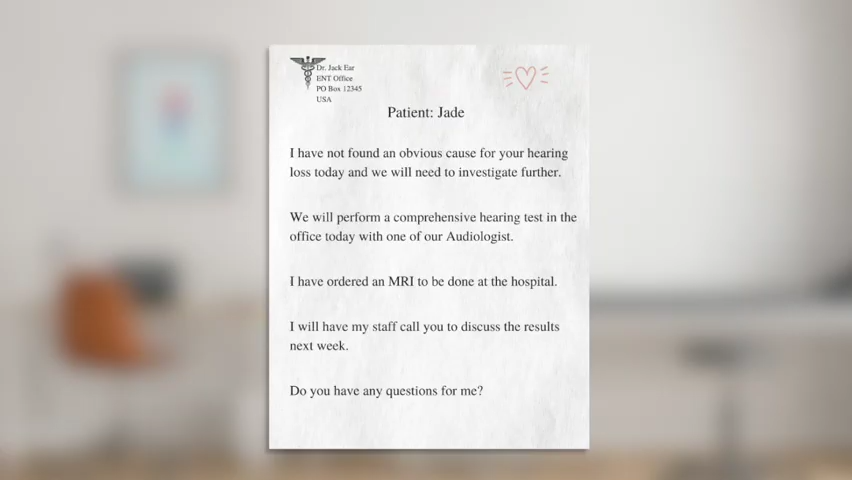 Dr. Jack Ear
ENT Office
PO Box 12345
USA
Patient: Jade
I have not found an obvious cause for your hearing
loss today and we will need to investigate further.
We will perform a comprehensive hearing test in the
office today with one of our Audiologist.
I have ordered an MRI to be done at the hospital.
I will have my staff call you to discuss the results
next week.
Do you have any questions for me?